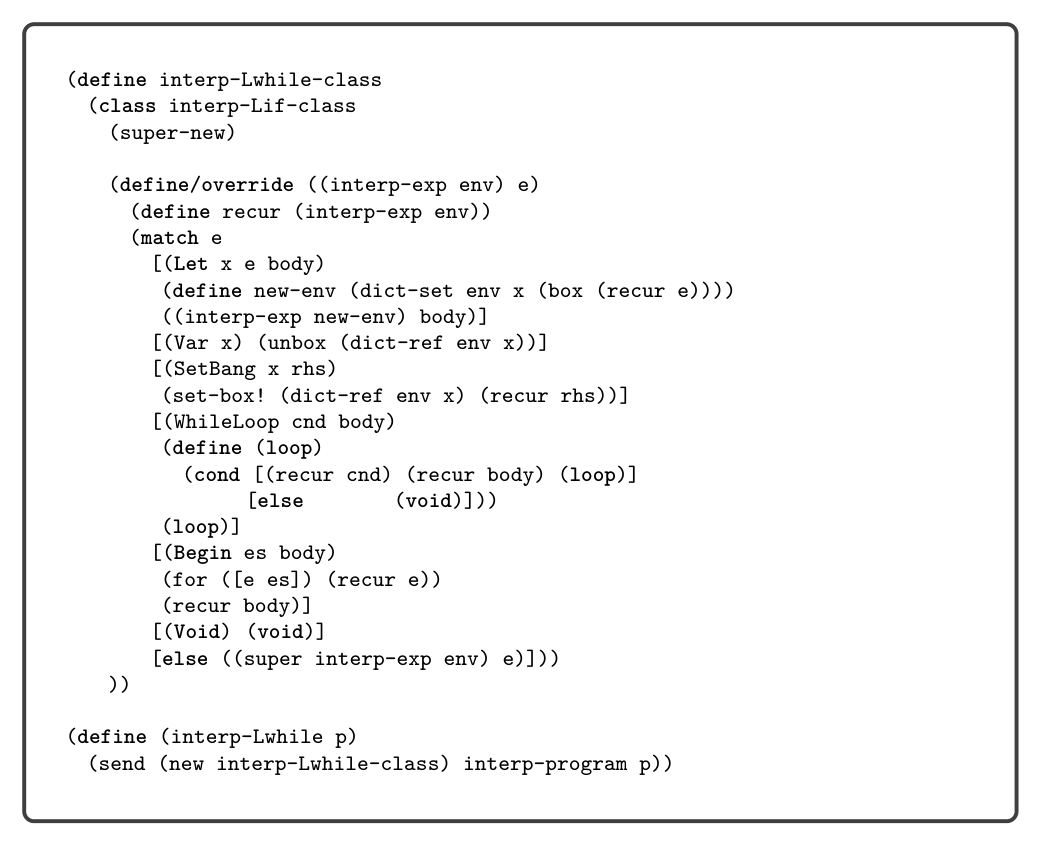 (define interp-Lwhile-class
  (class interp-Lif-class
    (super-new)

    (define/override ((interp-exp env) e)
      (define recur (interp-exp env))
      (match e
        [(Let x e body)
         (define new-env (dict-set env x (box (recur e))))
         ((interp-exp new-env) body)]
        [(Var x) (unbox (dict-ref env x))]
        [(SetBang x rhs)
         (set-box! (dict-ref env x) (recur rhs))]
        [(WhileLoop cnd body)
         (define (loop)
           (cond [(recur cnd) (recur body) (loop)]
                 [else         (void)]))
         (loop)]
        [(Begin es body)
         (for ([e es]) (recur e))
         (recur body)]
        [(Void) (void)]
        [else ((super interp-exp env) e)]))
    ))

(define (interp-Lwhile p)
  (send (new interp-Lwhile-class) interp-program p))